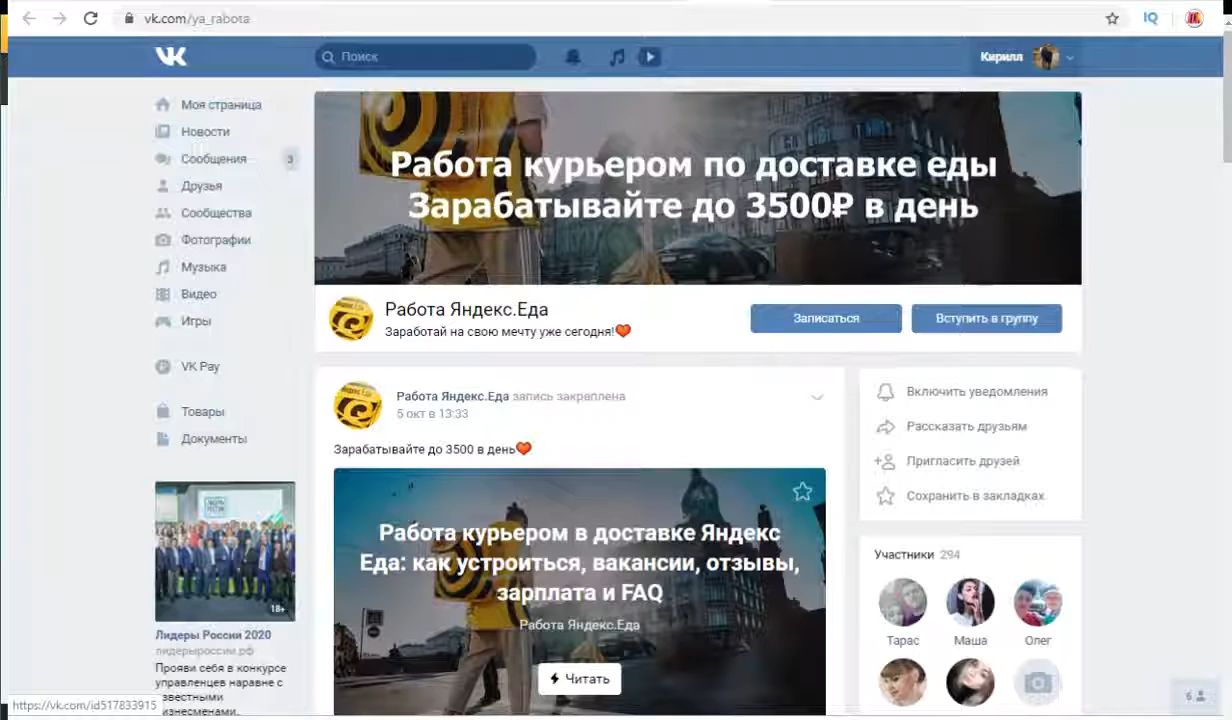 vk.com/ya_rabota
IQ
Поиск
Кирилл
Моя страница
Новости
Сообщения 3
Друзья
Сообщества
Фотографии
Музыка
Видео
Игры
VK Pay
Товары
Документы
Работа курьером по доставке еды
Зарабатывайте до 3500₽ в день
Работа Яндекс.Еда
Заработай на свою мечту уже сегодня!
Записаться
Вступить в группу
Работа Яндекс.Еда запись закреплена
5 окт в 13:33
Зарабатывайте до 3500 в день
Работа курьером в доставке Яндекс
Еда: как устроиться, вакансии, отзывы,
зарплата и FAQ
Работа Яндекс.Еда
Читать
Включить уведомления
Рассказать друзьям
Пригласить друзей
Сохранить в закладках
Участники 294
Тарас
Маша
Олег
18+
Лидеры России 2020
лидерыроссии.рф
Прояви себя в конкурсе
управленцев наравне с
известными
бизнесменами,
https://vk.com/id517833915
6